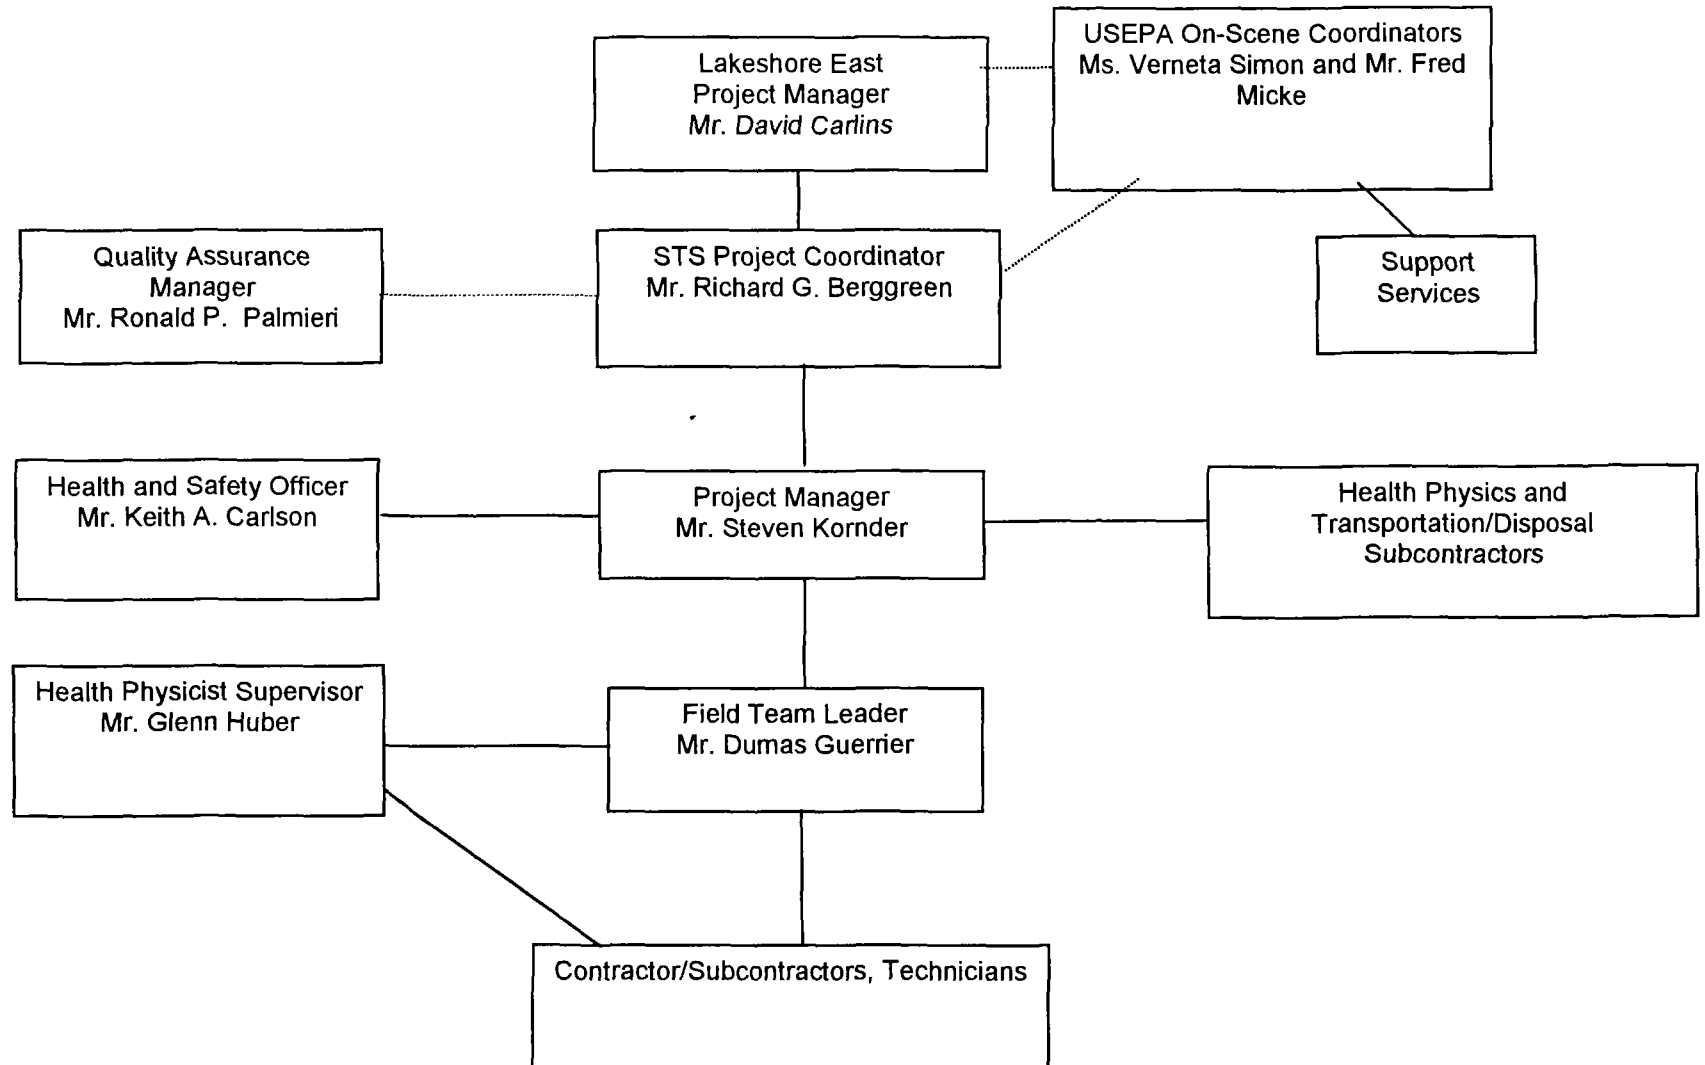 Lakeshore East
Project Manager
Mr. David Carlins
USEPA On-Scene Coordinators
Ms. Verneta Simon and Mr. Fred
Micke
Quality Assurance
Manager
Mr. Ronald P. Palmieri
STS Project Coordinator
Mr. Richard G. Berggreen
Support
Services
Health and Safety Officer
Mr. Keith A. Carlson
Project Manager
Mr. Steven Kornder
Health Physics and
Transportation/Disposal
Subcontractors
Health Physicist Supervisor
Mr. Glenn Huber
Field Team Leader
Mr. Dumas Guerrier
Contractor/Subcontractors, Technicians